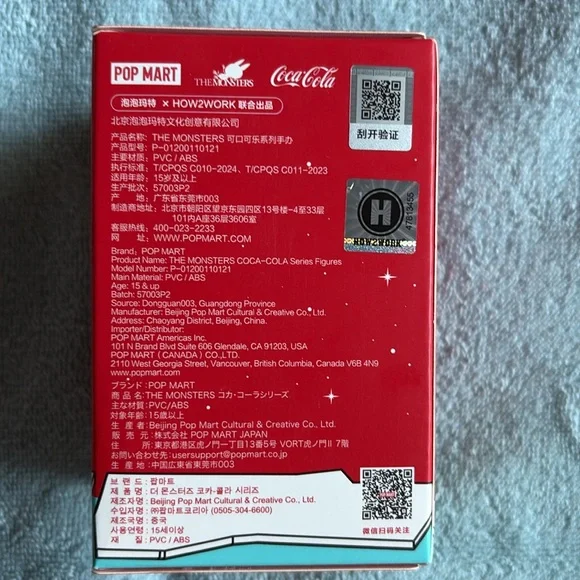 POP MART THE MONSTERS Coca-Cola
泡泡玛特 × HOW2WORK 联合出品
北京泡泡玛特文化创意有限公司
刮开验证
产品名称: THE MONSTERS 可口可乐系列手办
产品型号: P-01200110121
主要材质: PVC / ABS
执行标准: T/CPQS C010-2024、T/CPQS C011-2023
适用年龄: 15岁及以上
生产批次: 57003P2
产 地: 广东省东莞市003
制造商地址: 北京市朝阳区望京东园四区13号楼-4至33层
101内A座36层3606室
客服热线: 400-023-2233
网 址: WWW.POPMART.COM
H
HOW2WORK
47813455
Brand: POP MART
Product Name: THE MONSTERS COCA-COLA Series Figures
Model Number: P-01200110121
Main Material: PVC / ABS
Age: 15 & up
Batch: 57003P2
Source: Dongguan003, Guangdong Province
Manufacturer: Beijing Pop Mart Cultural & Creative Co., Ltd.
Address: Chaoyang District, Beijing, China.
Importer/Distributor:
POP MART Americas Inc.
101 N Brand Blvd Suite 606 Glendale, CA 91203, USA
POP MART (CANADA) CO.,LTD.
2110 West Georgia Street, Vancouver, British Columbia, Canada V6B 4N9
www.popmart.com
ブランド: POP MART
商 品 名: THE MONSTERS コカ・コーラシリーズ
主な材質: PVC/ABS
対象年齢: 15歳以上
生 産 者: Beijing Pop Mart Cultural & Creative Co., Ltd.
販 売 元: 株式会社 POP MART JAPAN
住 所: 東京都港区虎ノ門一丁目13番5号 VORT虎ノ門II 7階
お問い合わせ先: usersupport@popmart.co.jp
生 産 地: 中国広東省東莞市003
브 랜 드: 팝마트
제 품 명: 더 몬스터즈 코카-콜라 시리즈
제조자명: Beijing Pop Mart Cultural & Creative Co., Ltd.
수입자명: ㈜팝마트코리아 (0505-304-6600)
제조국명: 중국
사용연령: 15세이상
재 질: PVC / ABS
微信扫码关注